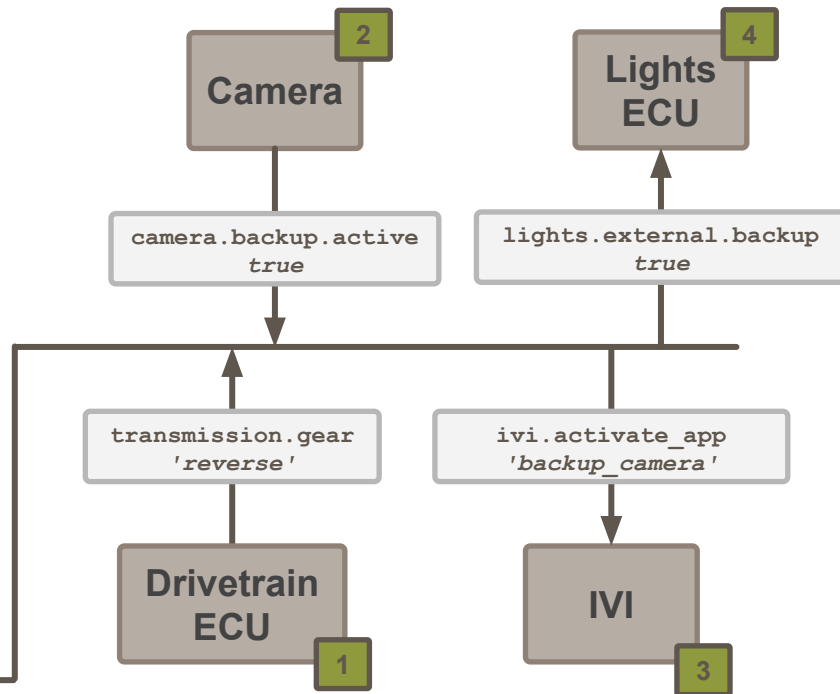 2
Camera
camera.backup.active
true
4
Lights
ECU
lights.external.backup
true
transmission.gear
'reverse'
Drivetrain
ECU
1
ivi.activate_app
'backup_camera'
IVI
3